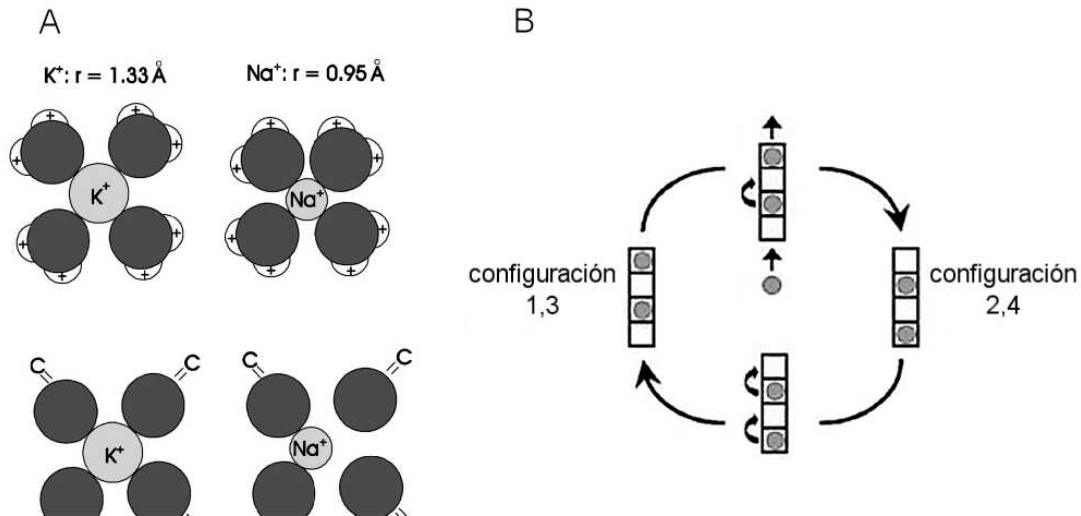 A
B
K⁺: r = 1.33 Å
Na⁺: r = 0.95 Å
+
+
+
+
+
+
+
+
K⁺
Na⁺
+
+
+
+
+
+
+
+
configuración
1,3
configuración
2,4
C
C
C
C
K⁺
Na⁺